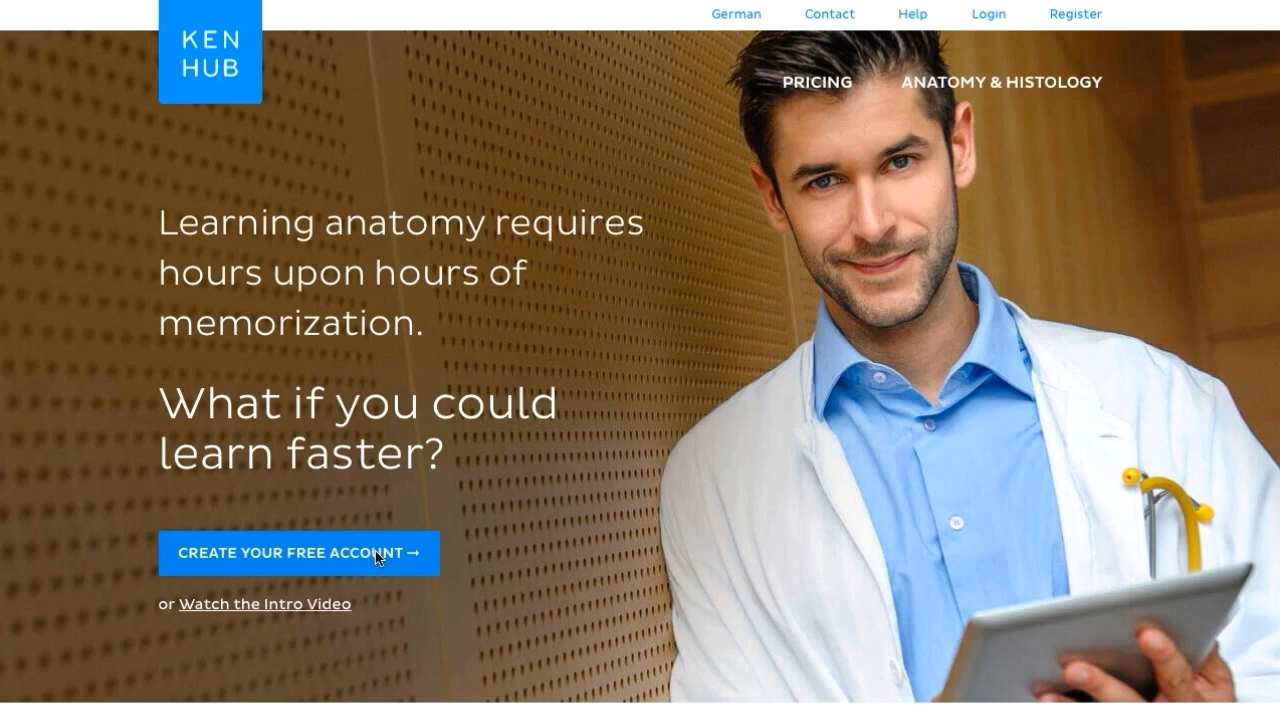 German Contact Help Login Register
KEN
HUB
PRICING ANATOMY & HISTOLOGY
Learning anatomy requires
hours upon hours of
memorization.
What if you could
learn faster?
CREATE YOUR FREE ACCOUNT →
or Watch the Intro Video